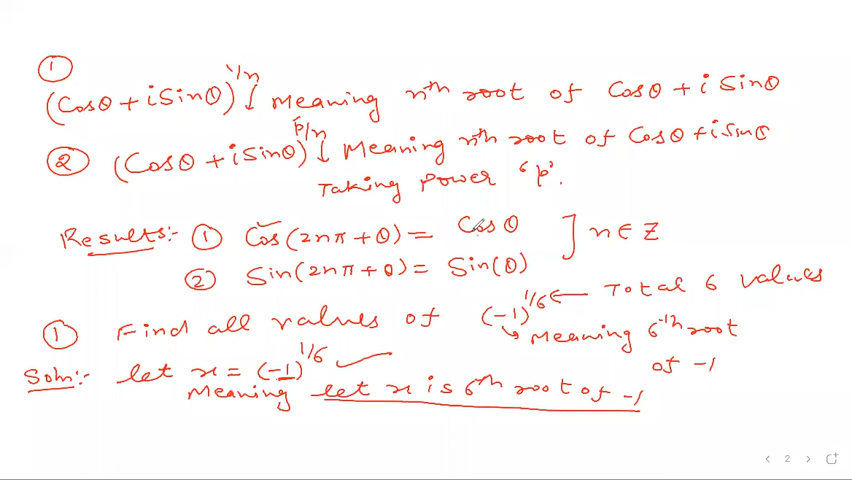 ①
(Cosθ + iSinθ)^1/n ↓ Meaning nth root of Cosθ + i Sinθ
② (Cosθ + iSinθ)^p/n ↓ Meaning nth root of Cosθ + iSinθ
Taking Power 'p'.
Results:- ① Cos(2nπ + θ) = Cosθ ] n ∈ Z
② Sin(2nπ + θ) = Sin(θ)
① Find all values of (-1)^1/6 ← Total 6 values
↳ Meaning 6th root
of -1
Soln:- let x = (-1)^1/6 ✓
Meaning let x is 6th root of -1
2